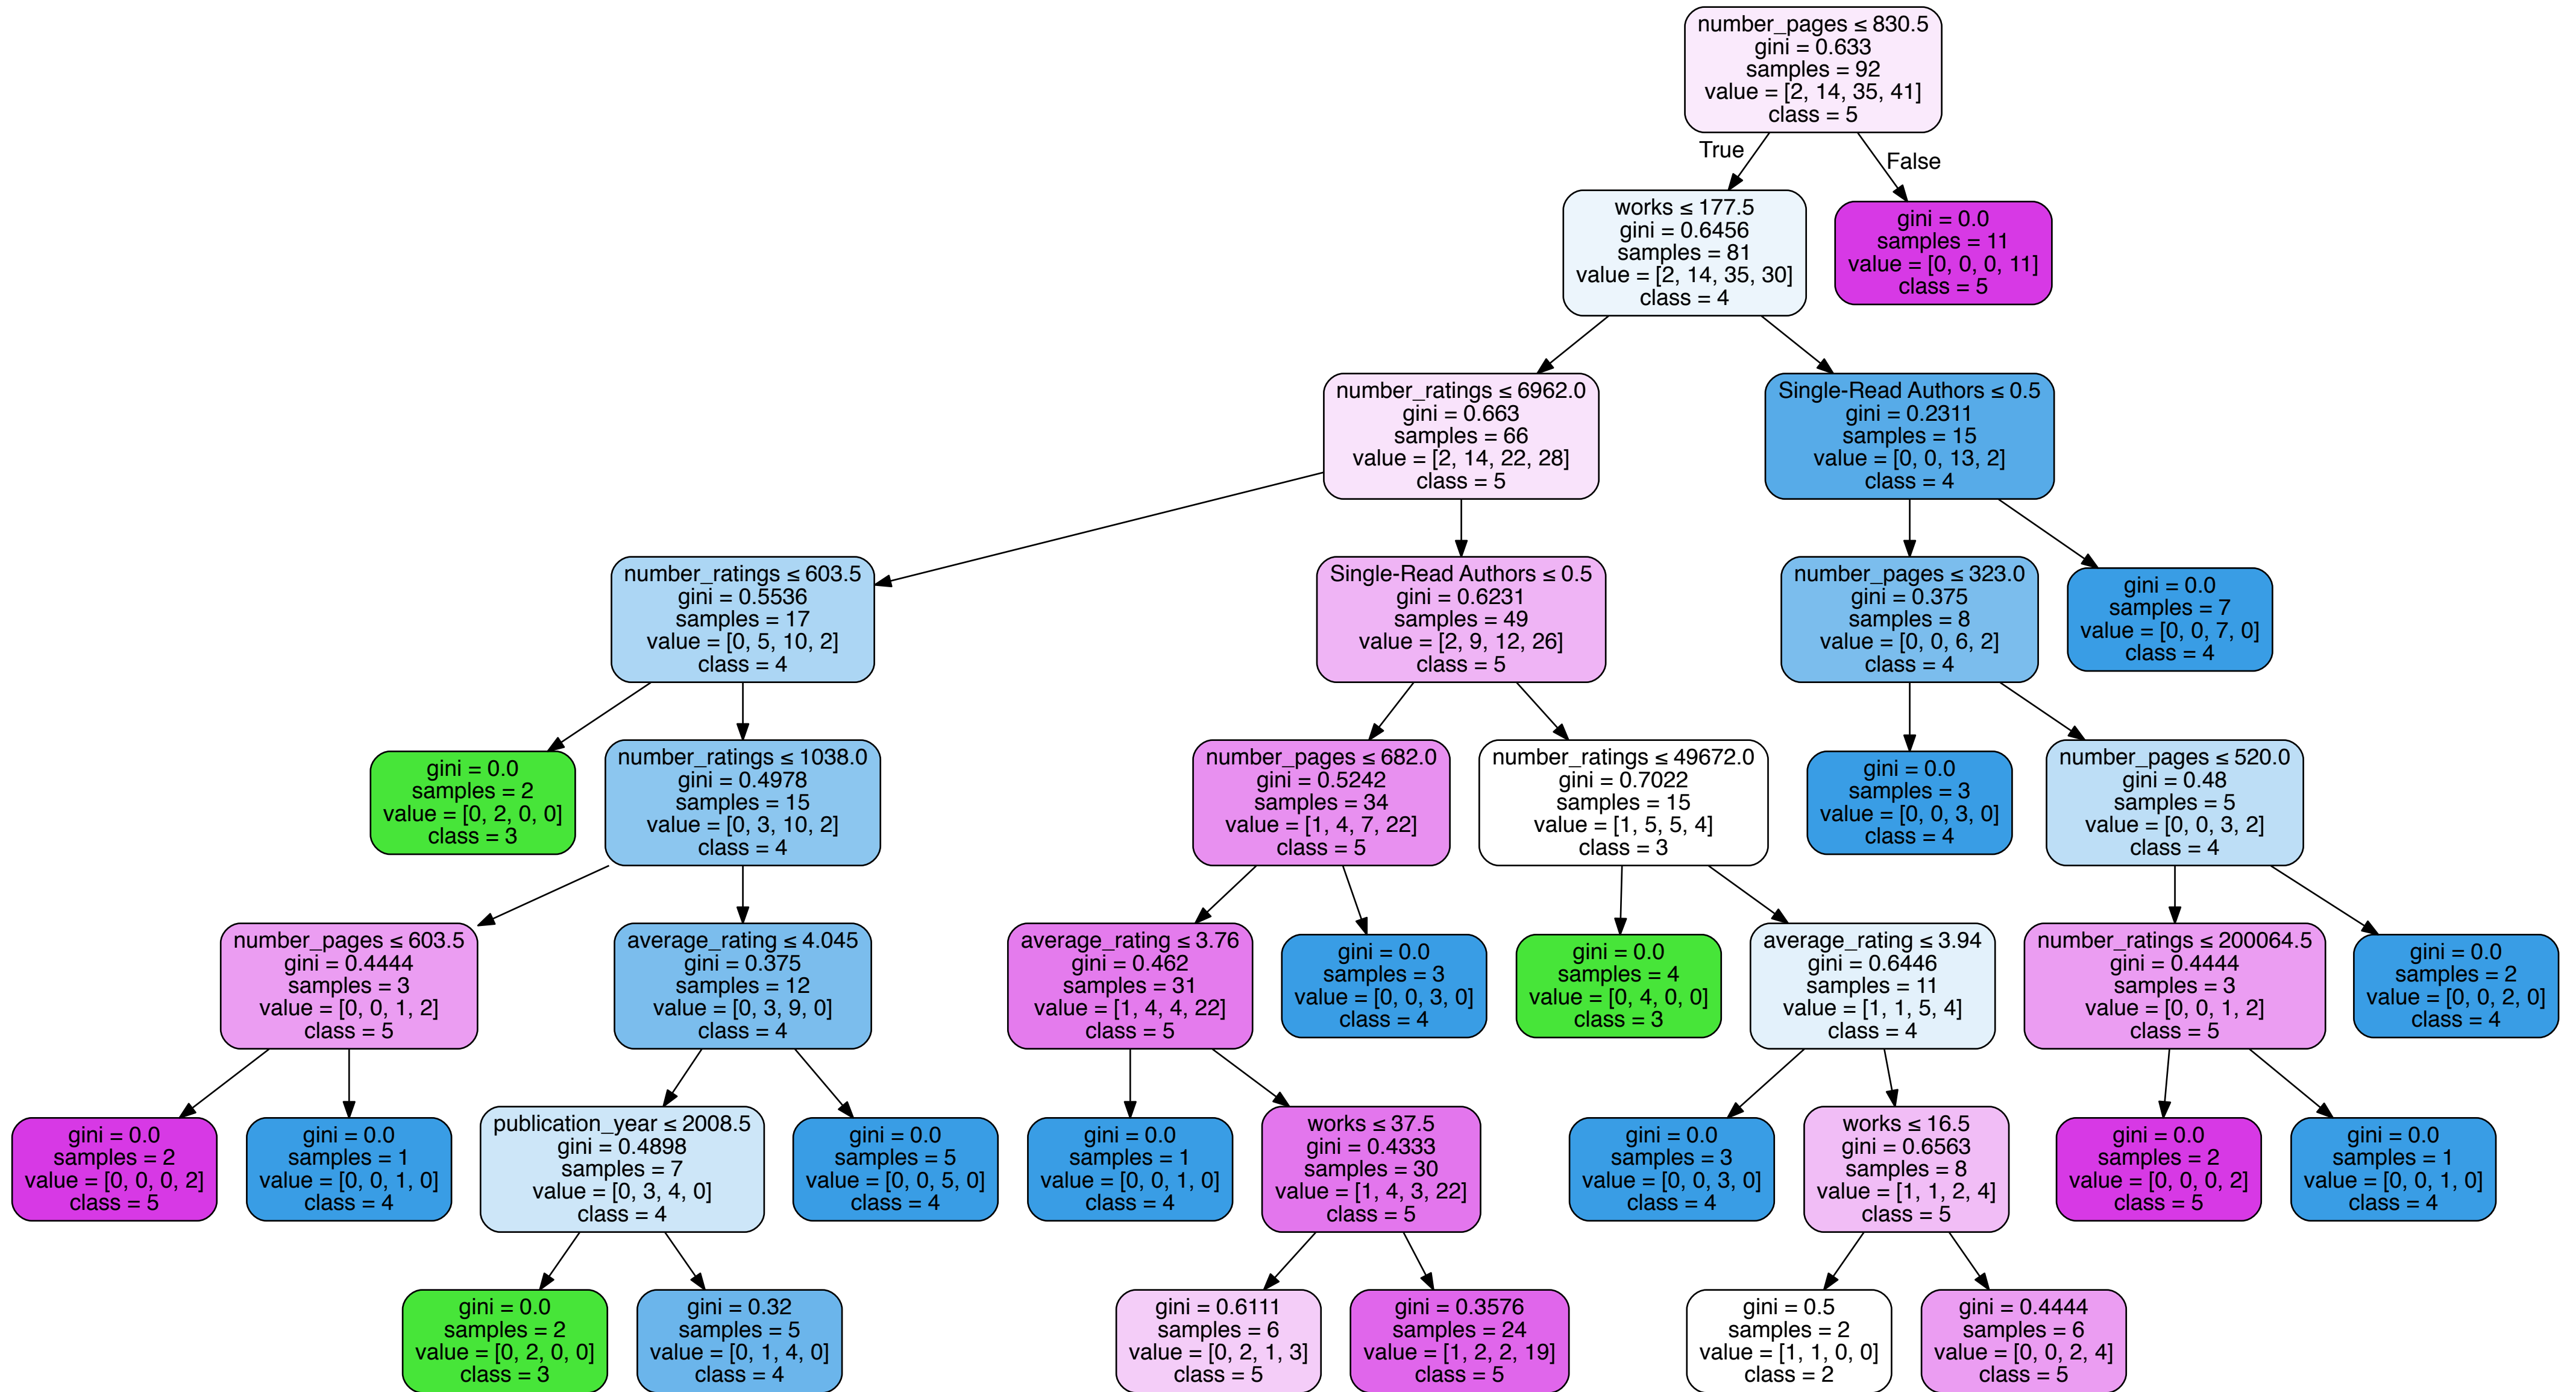 number_pages ≤ 830.5
gini = 0.633
samples = 92
value = [2, 14, 35, 41]
class = 5
True
False
works ≤ 177.5
gini = 0.6456
samples = 81
value = [2, 14, 35, 30]
class = 4
gini = 0.0
samples = 11
value = [0, 0, 0, 11]
class = 5
number_ratings ≤ 6962.0
gini = 0.663
samples = 66
value = [2, 14, 22, 28]
class = 5
Single-Read Authors ≤ 0.5
gini = 0.2311
samples = 15
value = [0, 0, 13, 2]
class = 4
number_ratings ≤ 603.5
gini = 0.5536
samples = 17
value = [0, 5, 10, 2]
class = 4
Single-Read Authors ≤ 0.5
gini = 0.6231
samples = 49
value = [2, 9, 12, 26]
class = 5
number_pages ≤ 323.0
gini = 0.375
samples = 8
value = [0, 0, 6, 2]
class = 4
gini = 0.0
samples = 7
value = [0, 0, 7, 0]
class = 4
gini = 0.0
samples = 2
value = [0, 2, 0, 0]
class = 3
number_ratings ≤ 1038.0
gini = 0.4978
samples = 15
value = [0, 3, 10, 2]
class = 4
number_pages ≤ 682.0
gini = 0.5242
samples = 34
value = [1, 4, 7, 22]
class = 5
number_ratings ≤ 49672.0
gini = 0.7022
samples = 15
value = [1, 5, 5, 4]
class = 3
gini = 0.0
samples = 3
value = [0, 0, 3, 0]
class = 4
number_pages ≤ 520.0
gini = 0.48
samples = 5
value = [0, 0, 3, 2]
class = 4
number_pages ≤ 603.5
gini = 0.4444
samples = 3
value = [0, 0, 1, 2]
class = 5
average_rating ≤ 4.045
gini = 0.375
samples = 12
value = [0, 3, 9, 0]
class = 4
average_rating ≤ 3.76
gini = 0.462
samples = 31
value = [1, 4, 4, 22]
class = 5
gini = 0.0
samples = 3
value = [0, 0, 3, 0]
class = 4
gini = 0.0
samples = 4
value = [0, 4, 0, 0]
class = 3
average_rating ≤ 3.94
gini = 0.6446
samples = 11
value = [1, 1, 5, 4]
class = 4
number_ratings ≤ 200064.5
gini = 0.4444
samples = 3
value = [0, 0, 1, 2]
class = 5
gini = 0.0
samples = 2
value = [0, 0, 2, 0]
class = 4
gini = 0.0
samples = 2
value = [0, 0, 0, 2]
class = 5
gini = 0.0
samples = 1
value = [0, 0, 1, 0]
class = 4
publication_year ≤ 2008.5
gini = 0.4898
samples = 7
value = [0, 3, 4, 0]
class = 4
gini = 0.0
samples = 5
value = [0, 0, 5, 0]
class = 4
gini = 0.0
samples = 1
value = [0, 0, 1, 0]
class = 4
works ≤ 37.5
gini = 0.4333
samples = 30
value = [1, 4, 3, 22]
class = 5
gini = 0.0
samples = 3
value = [0, 0, 3, 0]
class = 4
works ≤ 16.5
gini = 0.6563
samples = 8
value = [1, 1, 2, 4]
class = 5
gini = 0.0
samples = 2
value = [0, 0, 0, 2]
class = 5
gini = 0.0
samples = 1
value = [0, 0, 1, 0]
class = 4
gini = 0.0
samples = 2
value = [0, 2, 0, 0]
class = 3
gini = 0.32
samples = 5
value = [0, 1, 4, 0]
class = 4
gini = 0.6111
samples = 6
value = [0, 2, 1, 3]
class = 5
gini = 0.3576
samples = 24
value = [1, 2, 2, 19]
class = 5
gini = 0.5
samples = 2
value = [1, 1, 0, 0]
class = 2
gini = 0.4444
samples = 6
value = [0, 0, 2, 4]
class = 5